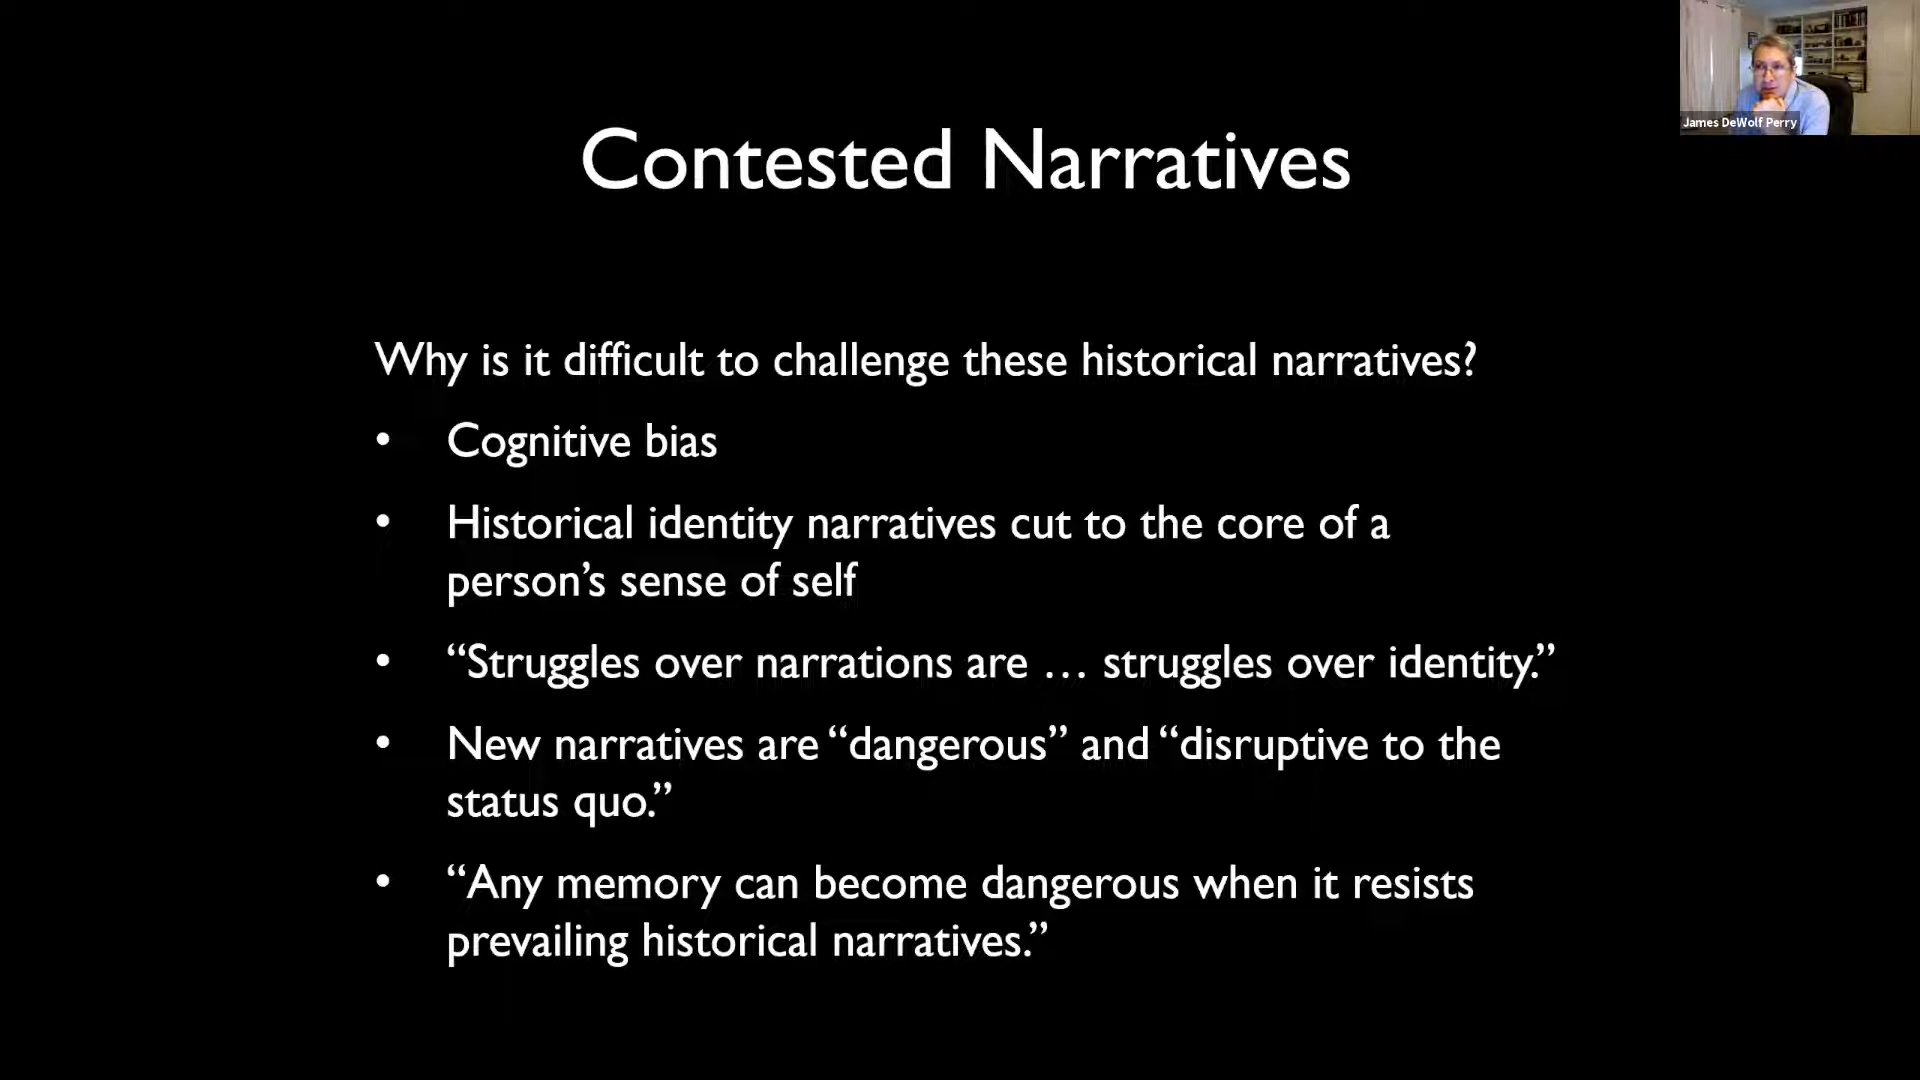 James DeWolf Perry
Contested Narratives
Why is it difficult to challenge these historical narratives?
• Cognitive bias
• Historical identity narratives cut to the core of a
person’s sense of self
• “Struggles over narrations are … struggles over identity.”
• New narratives are “dangerous” and “disruptive to the
status quo.”
• “Any memory can become dangerous when it resists
prevailing historical narratives.”